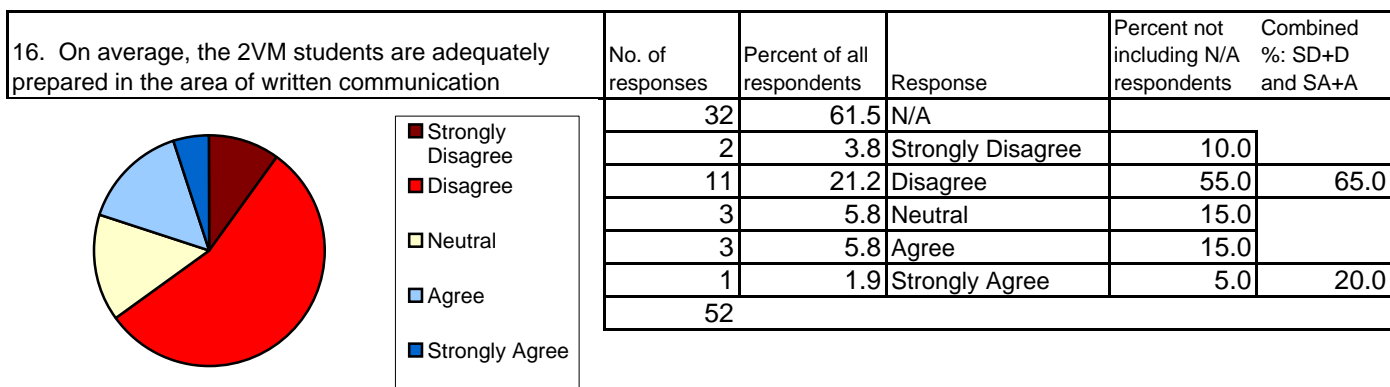 16. On average, the 2VM students are adequately
prepared in the area of written communication
No. of
responses
Percent of all
respondents
Response
Percent not
including N/A
respondents
Combined
%: SD+D
and SA+A
32 61.5 N/A
2 3.8 Strongly Disagree 10.0
11 21.2 Disagree 55.0 65.0
3 5.8 Neutral 15.0
3 5.8 Agree 15.0
1 1.9 Strongly Agree 5.0 20.0
52
Strongly
Disagree
Disagree
Neutral
Agree
Strongly Agree